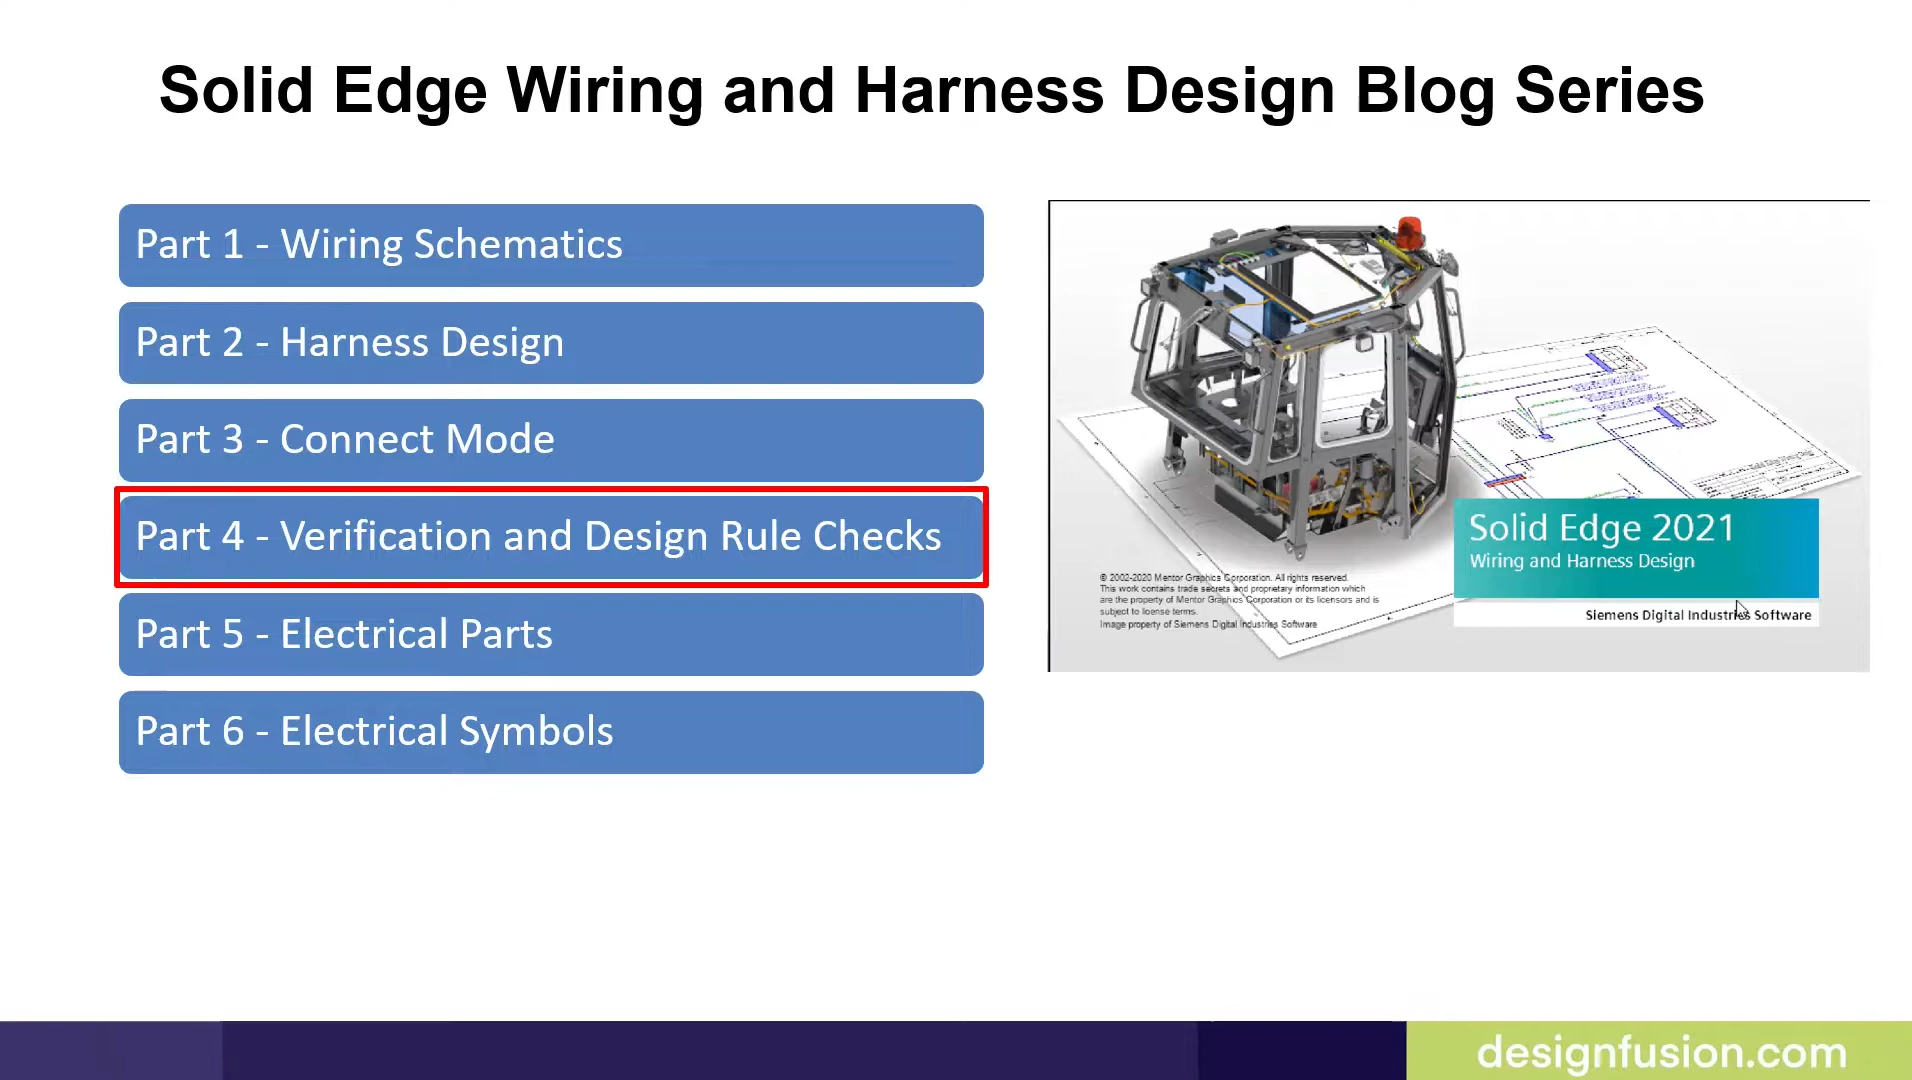 Solid Edge Wiring and Harness Design Blog Series
Part 1 - Wiring Schematics
Part 2 - Harness Design
Part 3 - Connect Mode
Part 4 - Verification and Design Rule Checks
Part 5 - Electrical Parts
Part 6 - Electrical Symbols
Solid Edge 2021
Wiring and Harness Design
Siemens Digital Industries Software
© 2002-2020 Mentor Graphics Corporation. All rights reserved.
This work contains trade secrets and proprietary information which
are the property of Mentor Graphics Corporation or its licensors and is
subject to license terms.
Image property of Siemens Digital Industries Software
designfusion.com